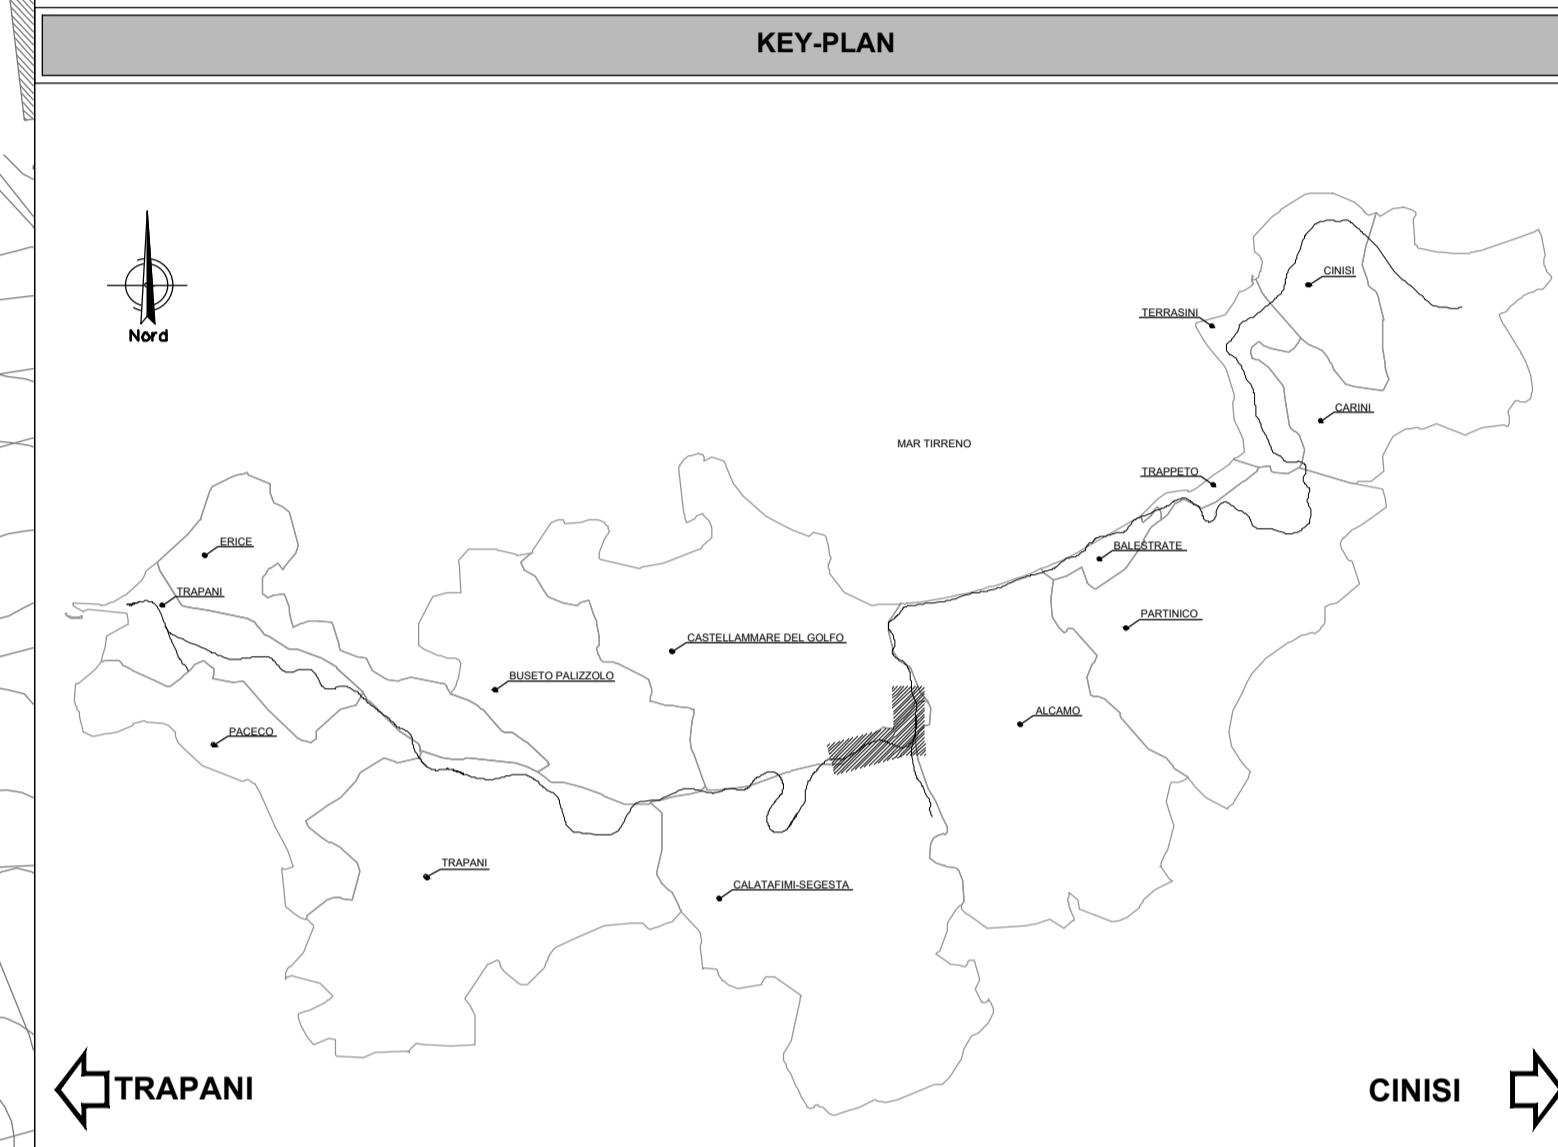 KEY-PLAN
Nord
CINISI
TERRASINI
CARINI
MAR TIRRENO
TRAPPETO
ERICE
BALESTRATE
TRAPANI
PARTINICO
CASTELLAMMARE DEL GOLFO
BUSETO PALIZZOLO
ALCAMO
PACECO
TRAPANI
CALATAFIMI-SEGESTA
TRAPANI
CINISI